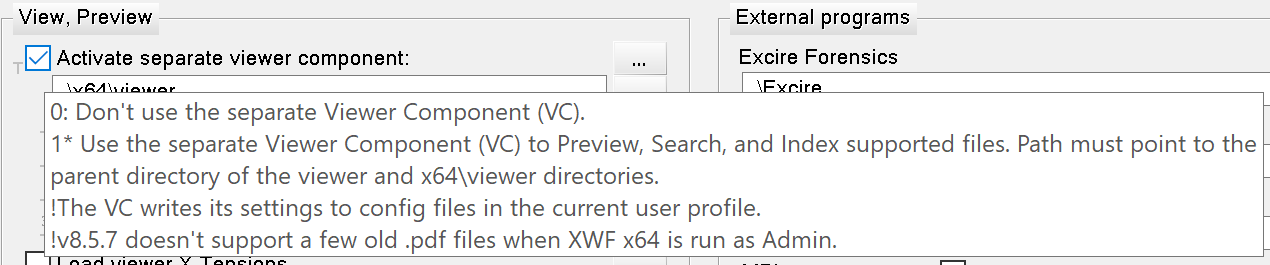 View, Preview
External programs
Activate separate viewer component:
...
Excire Forensics
.\x64\viewer
.\Excire
0: Don't use the separate Viewer Component (VC).
1* Use the separate Viewer Component (VC) to Preview, Search, and Index supported files. Path must point to the
parent directory of the viewer and x64\viewer directories.
!The VC writes its settings to config files in the current user profile.
!v8.5.7 doesn't support a few old .pdf files when XWF x64 is run as Admin.
Load viewer X-Tensions